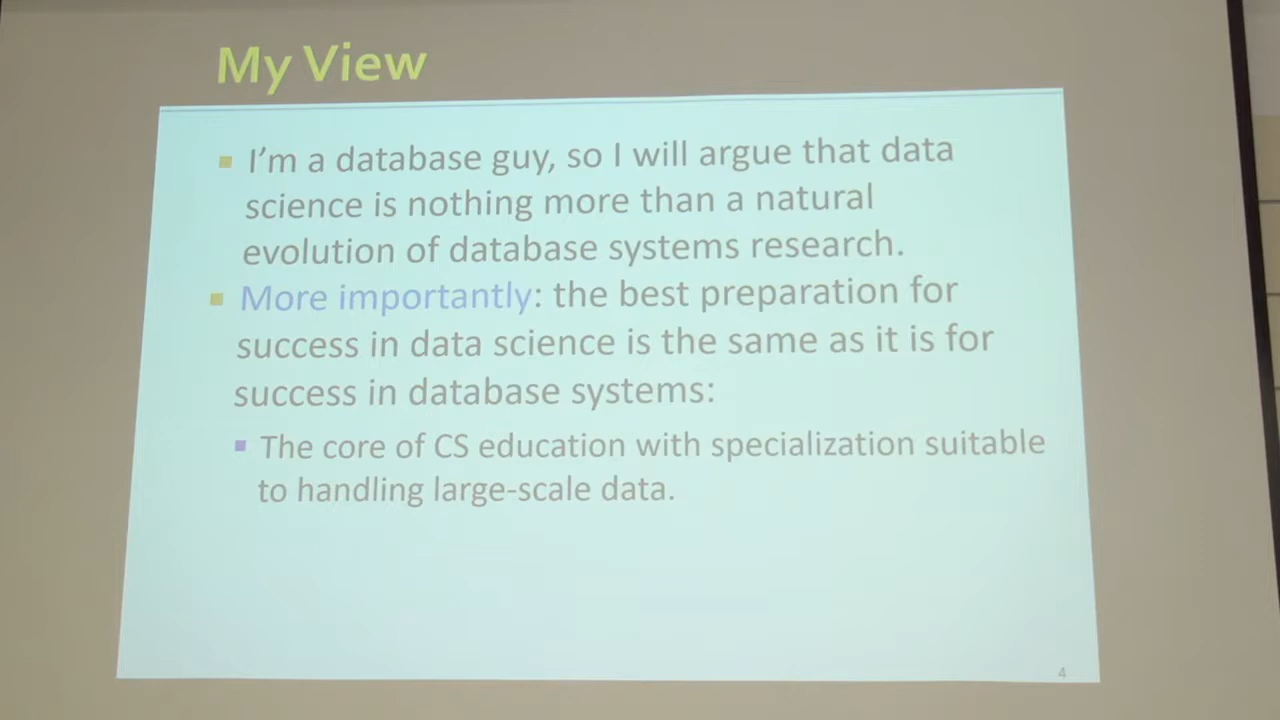 My View
I'm a database guy, so I will argue that data
science is nothing more than a natural
evolution of database systems research.
More importantly: the best preparation for
success in data science is the same as it is for
success in database systems:
The core of CS education with specialization suitable
to handling large-scale data.
4